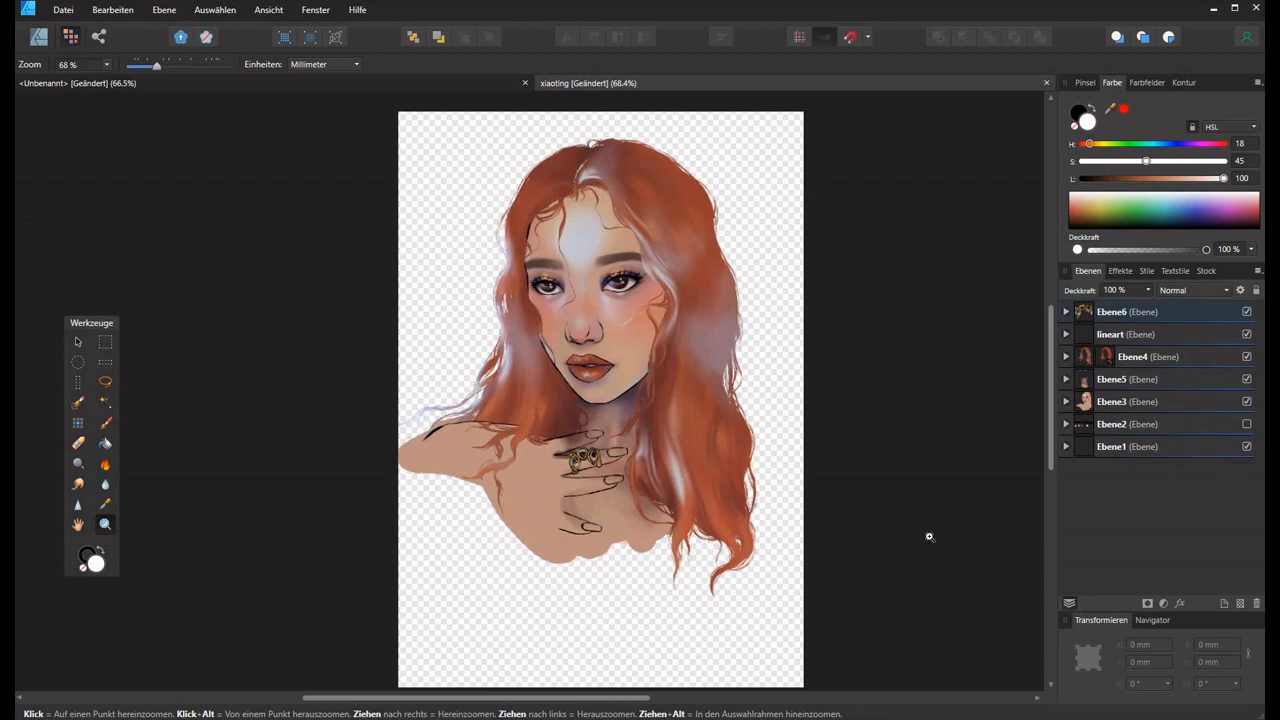 Datei Bearbeiten Ebene Auswählen Ansicht Fenster Hilfe
Zoom 68 % Einheiten: Millimeter
<Unbenannt> [Geändert] (66.5%) xiaoting [Geändert] (68.4%)
Pinsel Farbe Farbfelder Kontur
HSL
H: 18
S: 45
L: 100
Deckkraft
100 %
Ebenen Effekte Stile Textstile Stock
Deckkraft: 100 % Normal
Ebene6 (Ebene)
lineart (Ebene)
Ebene4 (Ebene)
Ebene5 (Ebene)
Ebene3 (Ebene)
Ebene2 (Ebene)
Ebene1 (Ebene)
Werkzeuge
fx
Transformieren Navigator
X: 0 mm B: 0 mm
Y: 0 mm H: 0 mm
R: 0 ° S: 0 °
Klick = Auf einen Punkt hereinzoomen. Klick+Alt = Von einem Punkt herauszoomen. Ziehen nach rechts = Hereinzoomen. Ziehen nach links = Herauszoomen. Ziehen+Alt = In den Auswahlrahmen hineinzoomen.